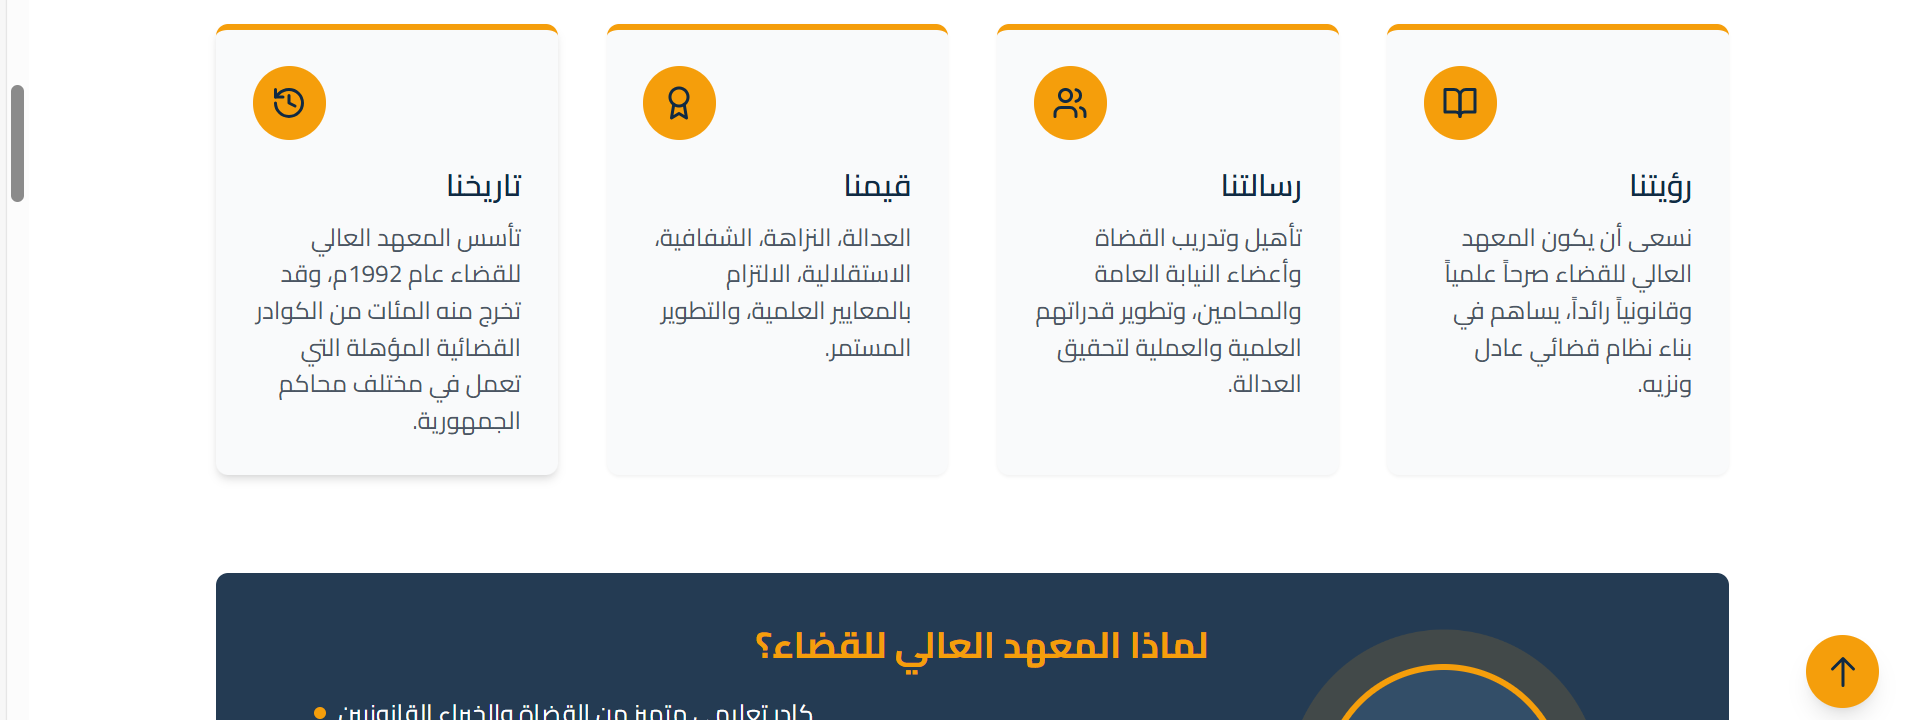 رؤيتنا
نسعى أن يكون المعهد
العالي للقضاء صرحاً علمياً
وقانونياً رائداً، يساهم في
بناء نظام قضائي عادل
ونزيه.
رسالتنا
تأهيل وتدريب القضاة
وأعضاء النيابة العامة
والمحامين، وتطوير قدراتهم
العلمية والعملية لتحقيق
العدالة.
قيمنا
العدالة، النزاهة، الشفافية،
الاستقلالية، الالتزام
بالمعايير العلمية، والتطوير
المستمر.
تاريخنا
تأسس المعهد العالي
للقضاء عام 1992م، وقد
تخرج منه المئات من الكوادر
القضائية المؤهلة التي
تعمل في مختلف محاكم
الجمهورية.
لماذا المعهد العالي للقضاء؟
كادر تعليمي متميز من القضاة والخبراء القانونيين